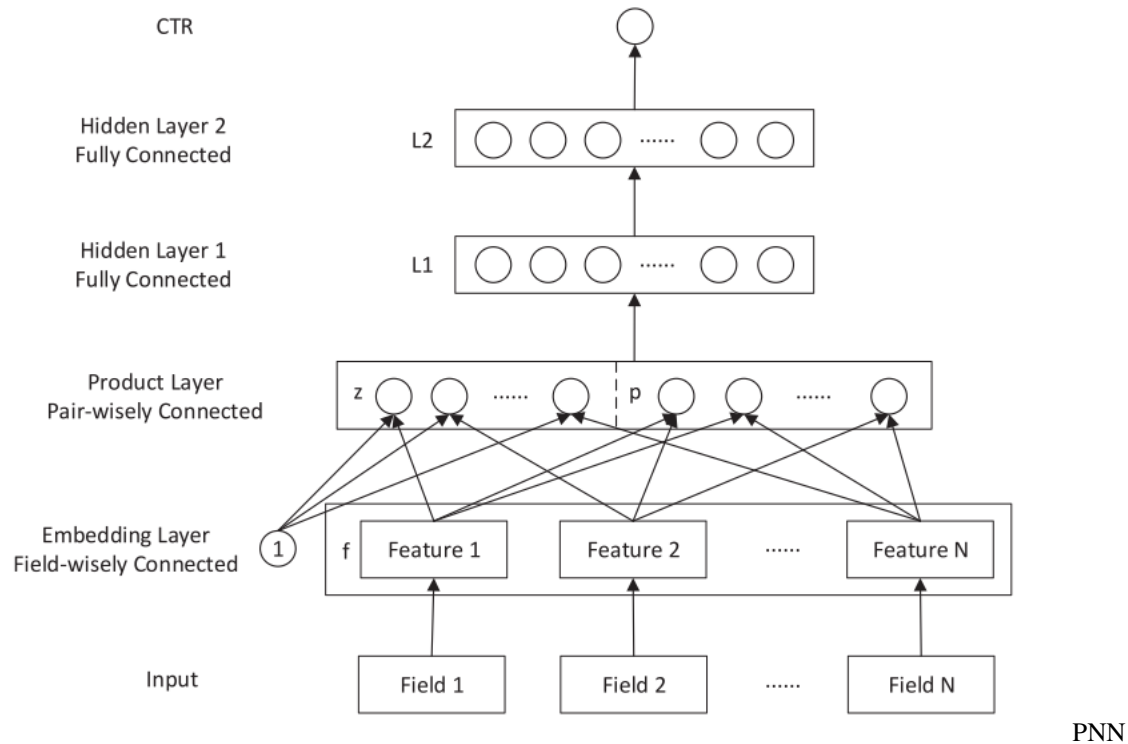 CTR
Hidden Layer 2
Fully Connected
L2
......
Hidden Layer 1
Fully Connected
L1
......
Product Layer
Pair-wisely Connected
z
......
p
......
Embedding Layer
Field-wisely Connected
1
f
Feature 1
Feature 2
......
Feature N
Input
Field 1
Field 2
......
Field N
PNN